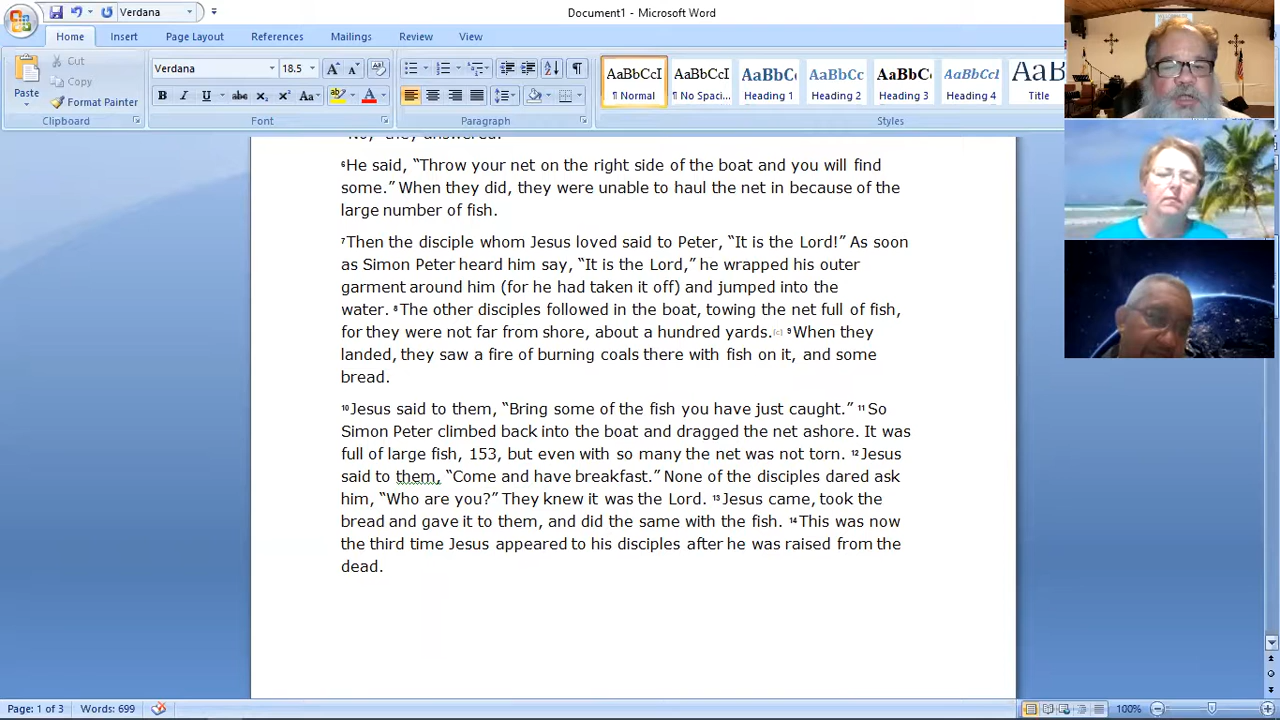 Verdana
Document1 - Microsoft Word
Home Insert Page Layout References Mailings Review View
Paste
Cut
Copy
Format Painter
Clipboard
Verdana 18.5
B I U abc x₂ x² Aa
Font
Paragraph
AaBbCcI AaBbCcI AaBbC AaBbCc AaBbCc AaBbCcI AaB
¶ Normal ¶ No Spaci... Heading 1 Heading 2 Heading 3 Heading 4 Title
Styles
“No,” they answered.
6He said, “Throw your net on the right side of the boat and you will find
some.” When they did, they were unable to haul the net in because of the
large number of fish.
7Then the disciple whom Jesus loved said to Peter, “It is the Lord!” As soon
as Simon Peter heard him say, “It is the Lord,” he wrapped his outer
garment around him (for he had taken it off) and jumped into the
water. 8The other disciples followed in the boat, towing the net full of fish,
for they were not far from shore, about a hundred yards.[c] 9When they
landed, they saw a fire of burning coals there with fish on it, and some
bread.
10Jesus said to them, “Bring some of the fish you have just caught.” 11So
Simon Peter climbed back into the boat and dragged the net ashore. It was
full of large fish, 153, but even with so many the net was not torn. 12Jesus
said to them, “Come and have breakfast.” None of the disciples dared ask
him, “Who are you?” They knew it was the Lord. 13Jesus came, took the
bread and gave it to them, and did the same with the fish. 14This was now
the third time Jesus appeared to his disciples after he was raised from the
dead.
Page: 1 of 3 Words: 699 100%